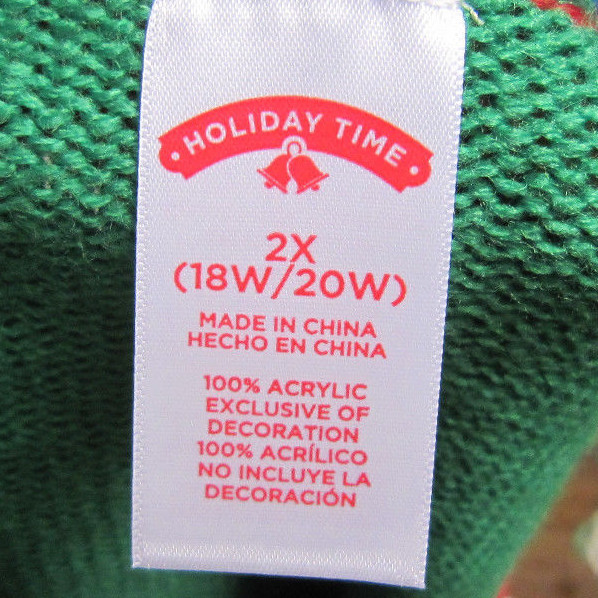 • HOLIDAY TIME •
2X
(18W/20W)
MADE IN CHINA
HECHO EN CHINA
100% ACRYLIC
EXCLUSIVE OF
DECORATION
100% ACRÍLICO
NO INCLUYE LA
DECORACIÓN